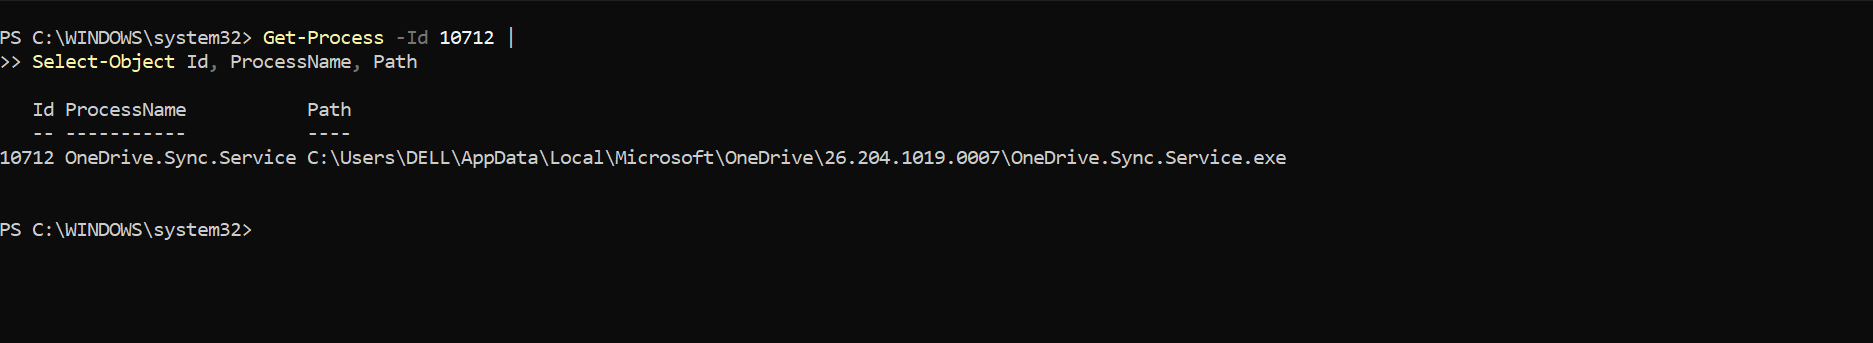 PS C:\WINDOWS\system32> Get-Process -Id 10712 |
>> Select-Object Id, ProcessName, Path
Id ProcessName Path
-- ----------- ----
10712 OneDrive.Sync.Service C:\Users\DELL\AppData\Local\Microsoft\OneDrive\26.204.1019.0007\OneDrive.Sync.Service.exe
PS C:\WINDOWS\system32>